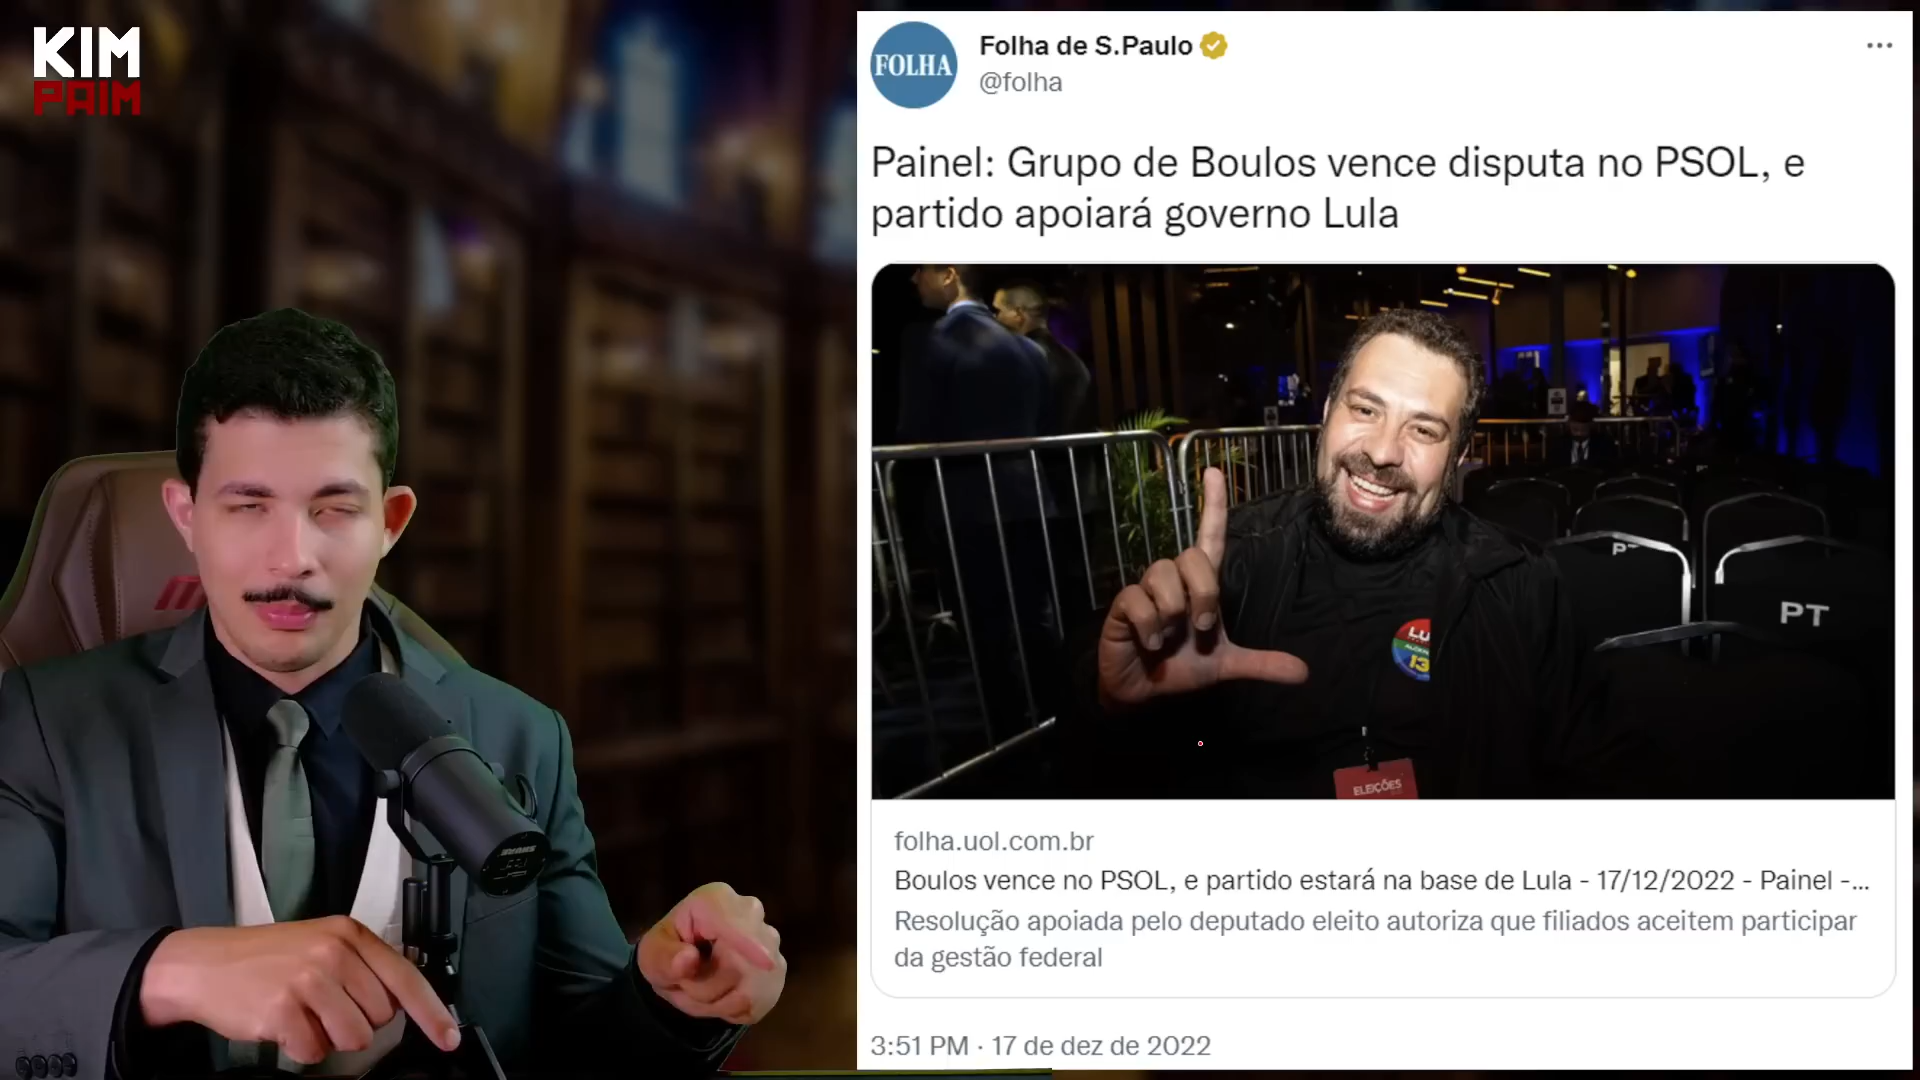 KIM
PAIM
FOLHA
Folha de S.Paulo
@folha
Painel: Grupo de Boulos vence disputa no PSOL, e
partido apoiará governo Lula
PT
ELEIÇÕES
13
folha.uol.com.br
Boulos vence no PSOL, e partido estará na base de Lula - 17/12/2022 - Painel -...
Resolução apoiada pelo deputado eleito autoriza que filiados aceitem participar
da gestão federal
3:51 PM · 17 de dez de 2022